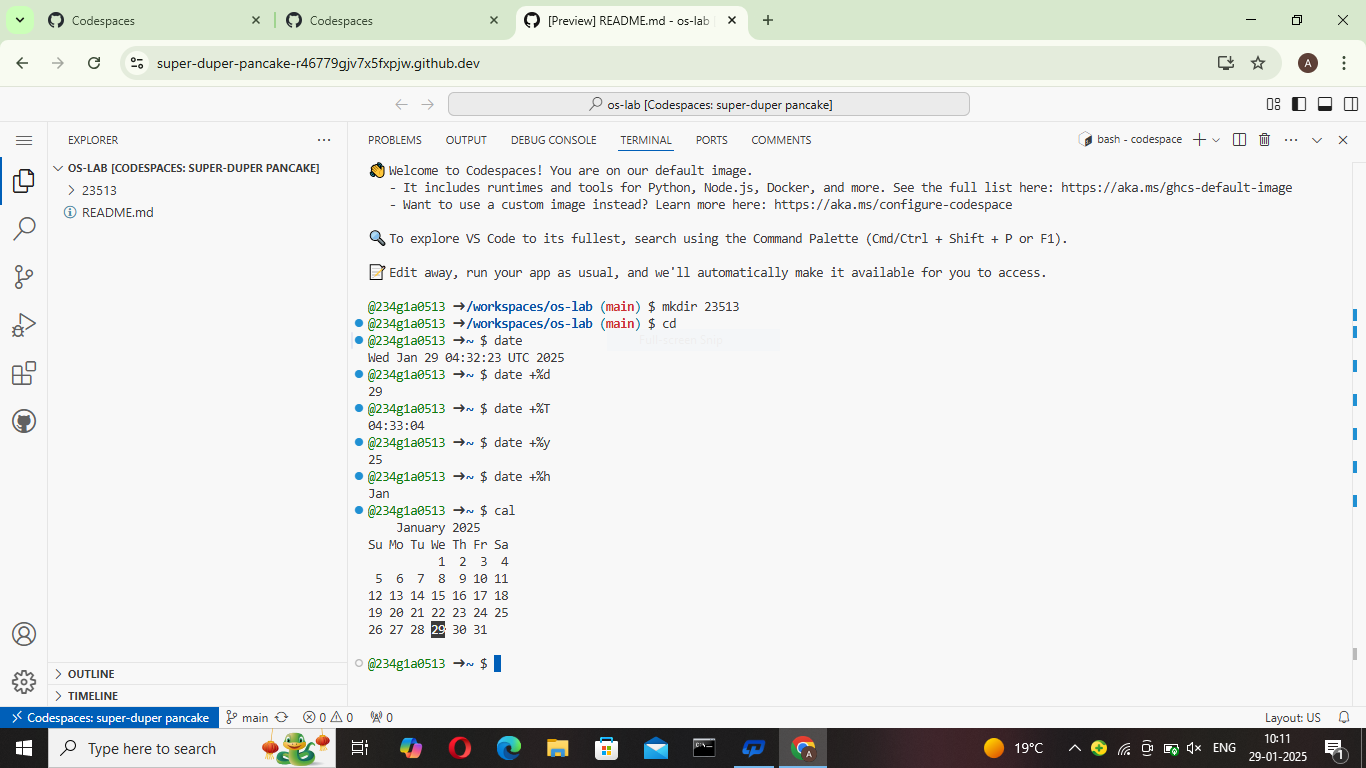 Codespaces
Codespaces
[Preview] README.md - os-lab
super-duper-pancake-r46779gjv7x5fxpjw.github.dev
A
os-lab [Codespaces: super-duper pancake]
EXPLORER
OS-LAB [CODESPACES: SUPER-DUPER PANCAKE]
23513
README.md
OUTLINE
TIMELINE
PROBLEMS OUTPUT DEBUG CONSOLE TERMINAL PORTS COMMENTS
bash - codespace
👋 Welcome to Codespaces! You are on our default image.
- It includes runtimes and tools for Python, Node.js, Docker, and more. See the full list here: https://aka.ms/ghcs-default-image
- Want to use a custom image instead? Learn more here: https://aka.ms/configure-codespace
🔍 To explore VS Code to its fullest, search using the Command Palette (Cmd/Ctrl + Shift + P or F1).
📝 Edit away, run your app as usual, and we'll automatically make it available for you to access.
@234g1a0513 ➜/workspaces/os-lab (main) $ mkdir 23513
@234g1a0513 ➜/workspaces/os-lab (main) $ cd
@234g1a0513 ➜~ $ date
Full-screen Snip
Wed Jan 29 04:32:23 UTC 2025
@234g1a0513 ➜~ $ date +%d
29
@234g1a0513 ➜~ $ date +%T
04:33:04
@234g1a0513 ➜~ $ date +%y
25
@234g1a0513 ➜~ $ date +%h
Jan
@234g1a0513 ➜~ $ cal
January 2025
Su Mo Tu We Th Fr Sa
1 2 3 4
5 6 7 8 9 10 11
12 13 14 15 16 17 18
19 20 21 22 23 24 25
26 27 28 29 30 31
@234g1a0513 ➜~ $
Codespaces: super-duper pancake
main
0 0
0
Layout: US
Type here to search
A
19°C
ENG
10:11
29-01-2025
1